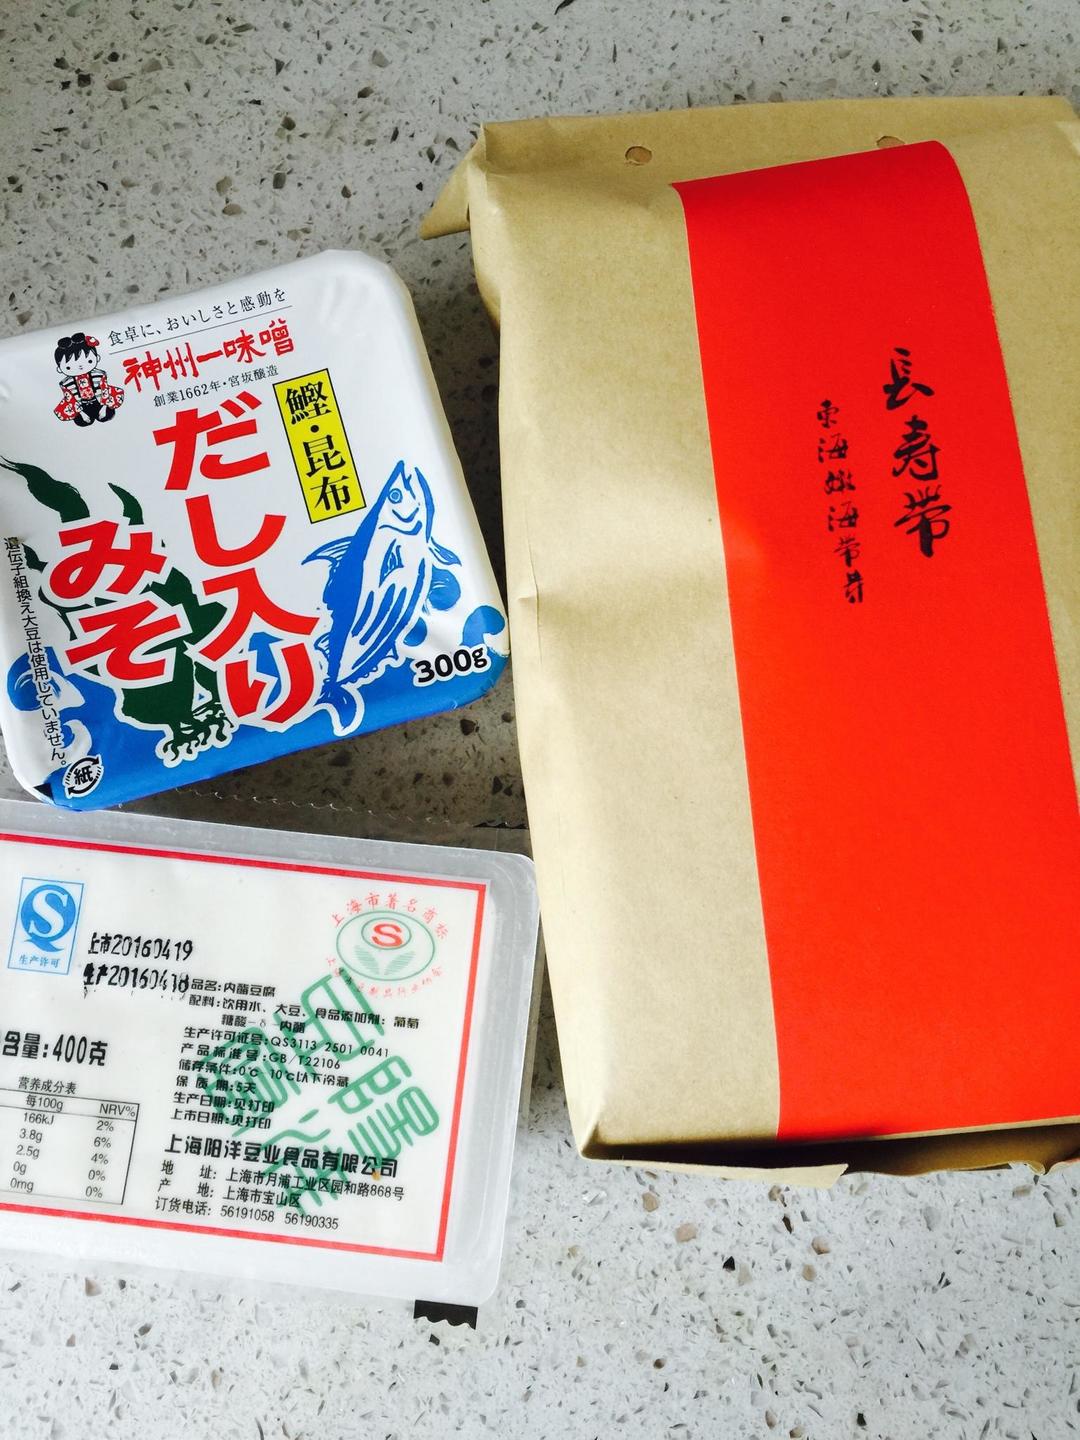 食卓に、おいしさと感動を
神州一味噌
創業1662年・宮坂醸造
鰹・昆布
だし入り
みそ
300g
遺伝子組換え大豆は使用していません。
紙
長寿带
东海嫩海带芽
生产许可
上市20160419
生产20160418
上海市著名商标
品名:内酯豆腐
配料:饮用水、大豆、食品添加剂:葡萄
糖酸-δ-内酯
生产许可证号:QS3113 2501 0041
产品标准号:GB/T22106
储存条件:0℃ 10℃以下冷藏
保质期:5天
生产日期:见打印
上市日期:见打印
含量:400克
营养成分表
每100g NRV%
166kJ 2%
3.8g 6%
2.5g 4%
0g 0%
0mg 0%
上海阳洋豆业食品有限公司
地址:上海市月浦工业区园和路868号
产地:上海市宝山区
订货电话:56191058 56190335